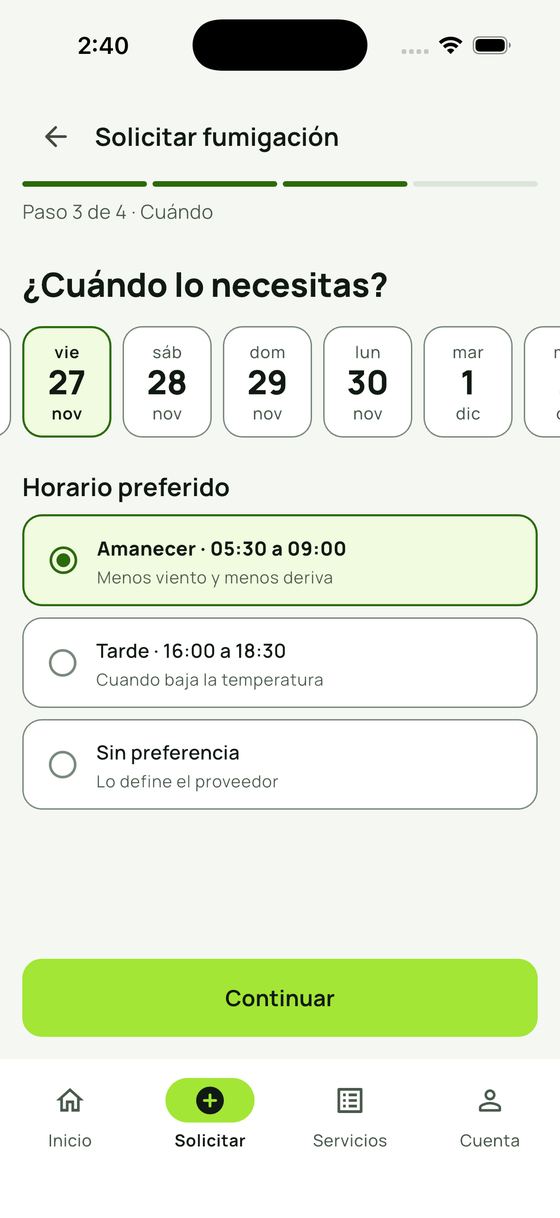 2:40
Solicitar fumigación
Paso 3 de 4 · Cuándo
¿Cuándo lo necesitas?
vie sáb dom lun mar
27 28 29 30 1
nov nov nov nov dic
Horario preferido
Amanecer · 05:30 a 09:00
Menos viento y menos deriva
Tarde · 16:00 a 18:30
Cuando baja la temperatura
Sin preferencia
Lo define el proveedor
Continuar
Inicio Solicitar Servicios Cuenta